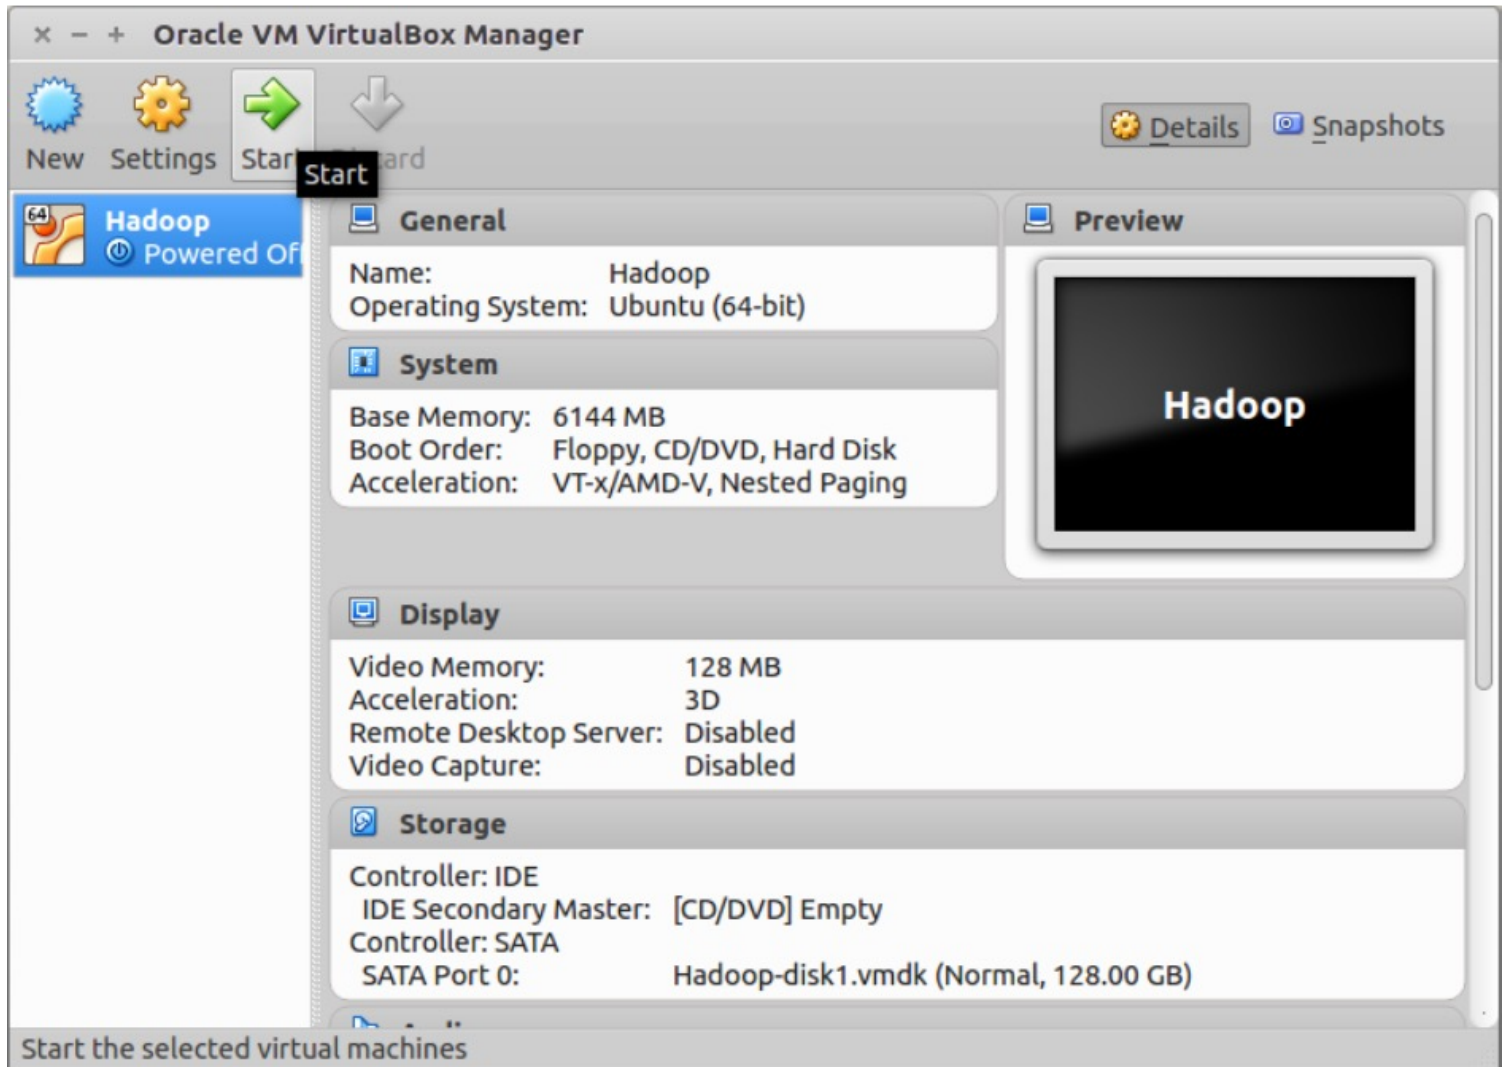 Oracle VM VirtualBox Manager
New Settings Start
Start
Details Snapshots
64
Hadoop
Powered Off
General
Name: Hadoop
Operating System: Ubuntu (64-bit)
System
Base Memory: 6144 MB
Boot Order: Floppy, CD/DVD, Hard Disk
Acceleration: VT-x/AMD-V, Nested Paging
Preview
Hadoop
Display
Video Memory: 128 MB
Acceleration: 3D
Remote Desktop Server: Disabled
Video Capture: Disabled
Storage
Controller: IDE
IDE Secondary Master: [CD/DVD] Empty
Controller: SATA
SATA Port 0: Hadoop-disk1.vmdk (Normal, 128.00 GB)
Start the selected virtual machines